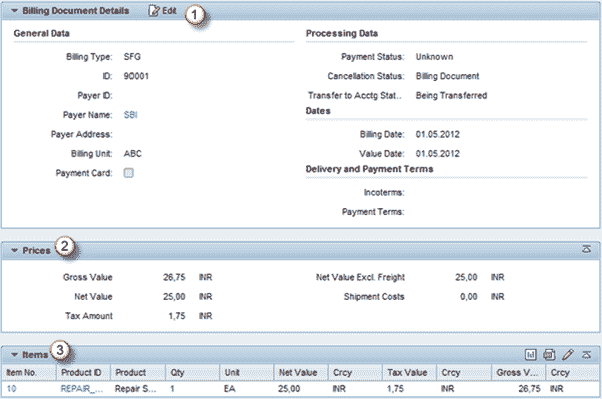 Billing Document Details Edit 1
General Data Processing Data
Billing Type: SFG Payment Status: Unknown
ID: 90001 Cancellation Status: Billing Document
Payer ID: Transfer to Acctg Stat.. Being Transferred
Payer Name: SBI Dates
Payer Address: Billing Date: 01.05.2012
Billing Unit: ABC Value Date: 01.05.2012
Payment Card: Delivery and Payment Terms
Incoterms:
Payment Terms:
Prices 2
Gross Value 26,75 INR Net Value Excl. Freight 25,00 INR
Net Value 25,00 INR Shipment Costs 0,00 INR
Tax Amount 1,75 INR
Items 3
Item No. Product ID Product Qty Unit Net Value Crcy Tax Value Crcy Gross V... Crcy
10 REPAIR_... Repair S... 1 EA 25,00 INR 1,75 INR 26,75 INR